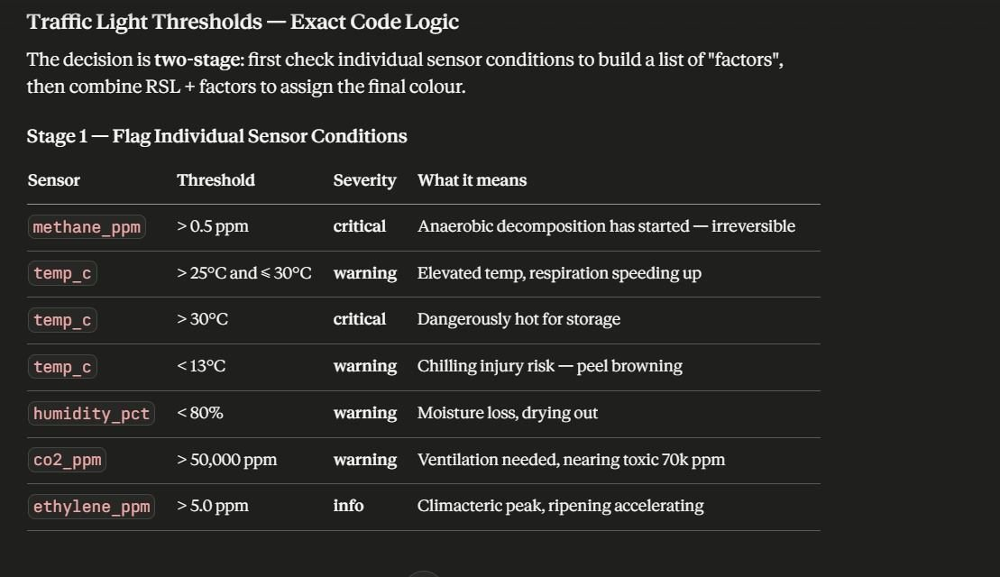 Traffic Light Thresholds — Exact Code Logic
The decision is two-stage: first check individual sensor conditions to build a list of "factors",
then combine RSL + factors to assign the final colour.
Stage 1 — Flag Individual Sensor Conditions
Sensor Threshold Severity What it means
methane_ppm > 0.5 ppm critical Anaerobic decomposition has started — irreversible
temp_c > 25°C and ≤ 30°C warning Elevated temp, respiration speeding up
temp_c > 30°C critical Dangerously hot for storage
temp_c < 13°C warning Chilling injury risk — peel browning
humidity_pct < 80% warning Moisture loss, drying out
co2_ppm > 50,000 ppm warning Ventilation needed, nearing toxic 70k ppm
ethylene_ppm > 5.0 ppm info Climacteric peak, ripening accelerating